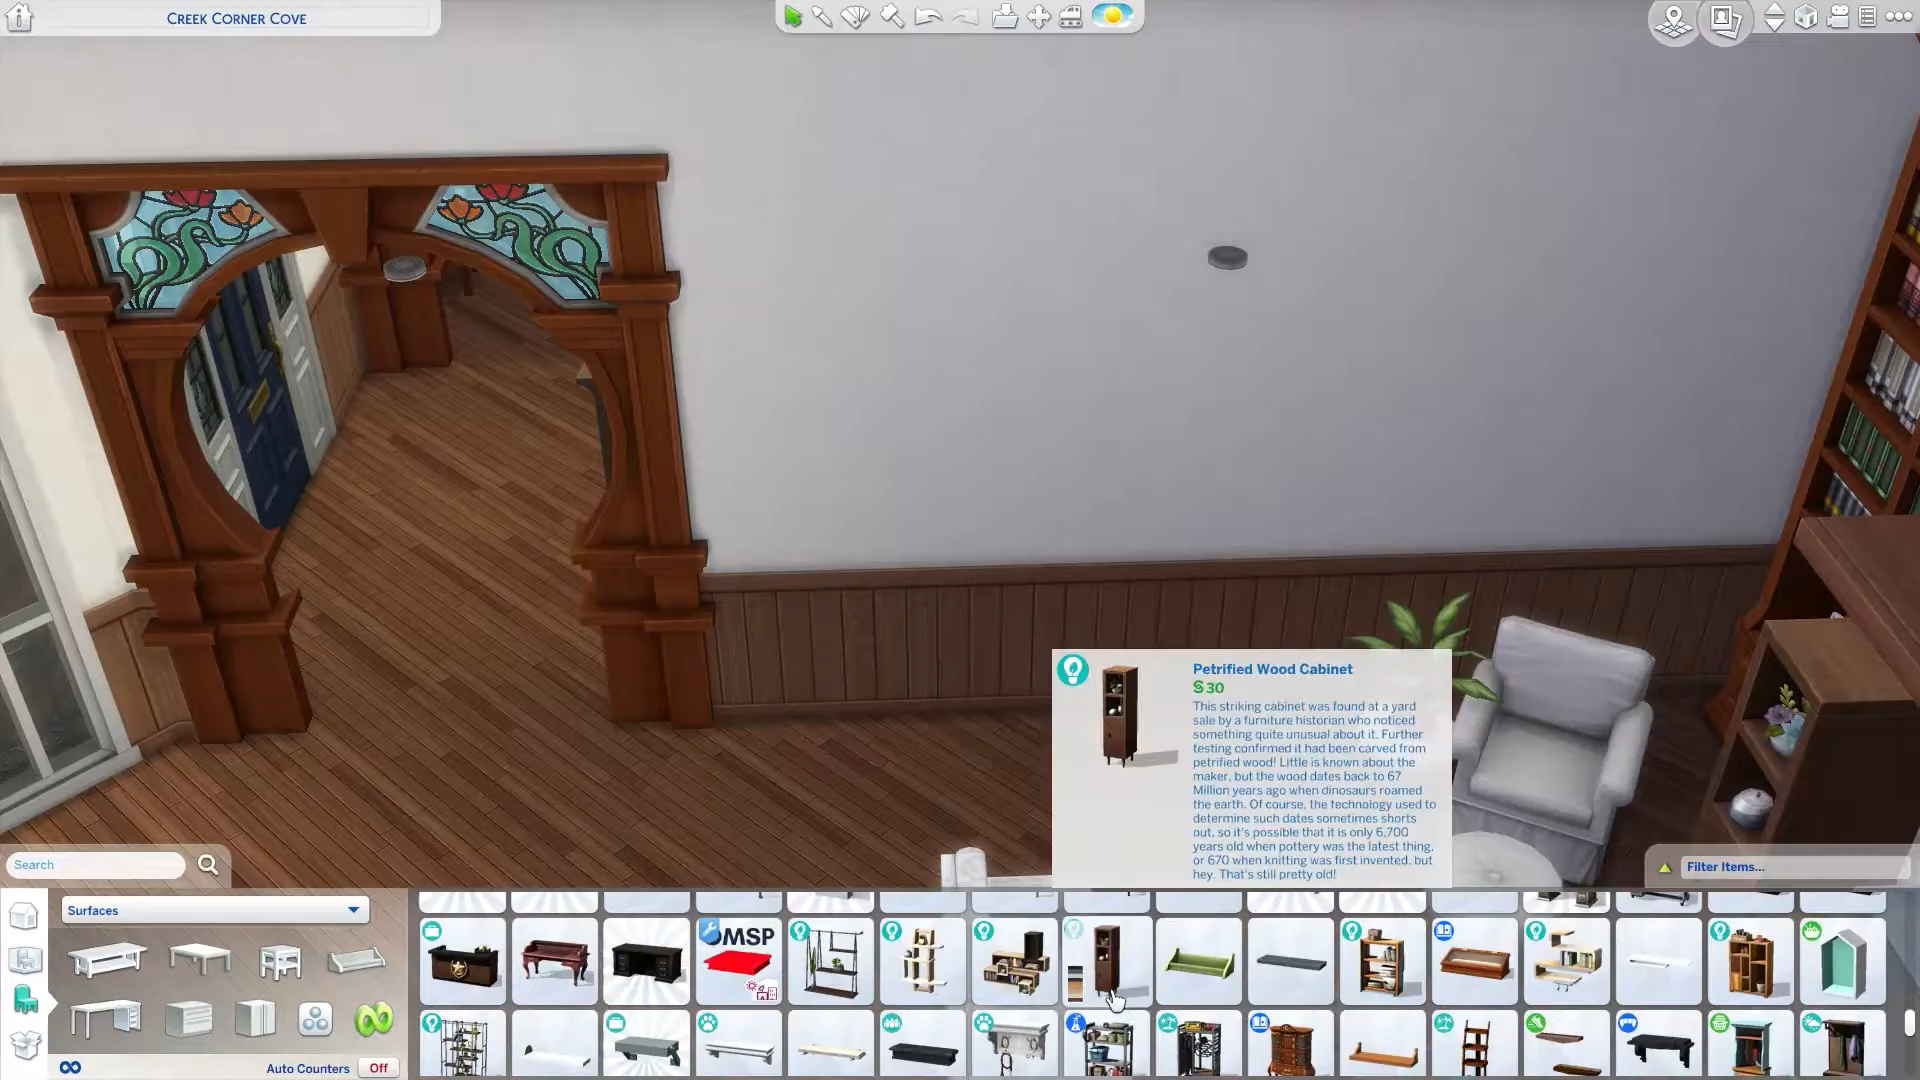 CREEK CORNER COVE
Petrified Wood Cabinet
§30
This striking cabinet was found at a yard
sale by a furniture historian who noticed
something quite unusual about it. Further
testing confirmed it had been carved from
petrified wood! Little is known about the
maker, but the wood dates back to 67
Million years ago when dinosaurs roamed
the earth. Of course, the technology used to
determine such dates sometimes shorts
out, so it's possible that it is only 6,700
years old when pottery was the latest thing,
or 670 when knitting was first invented, but
hey. That's still pretty old!
Search
Filter Items...
Surfaces
OMSP
Auto Counters
Off